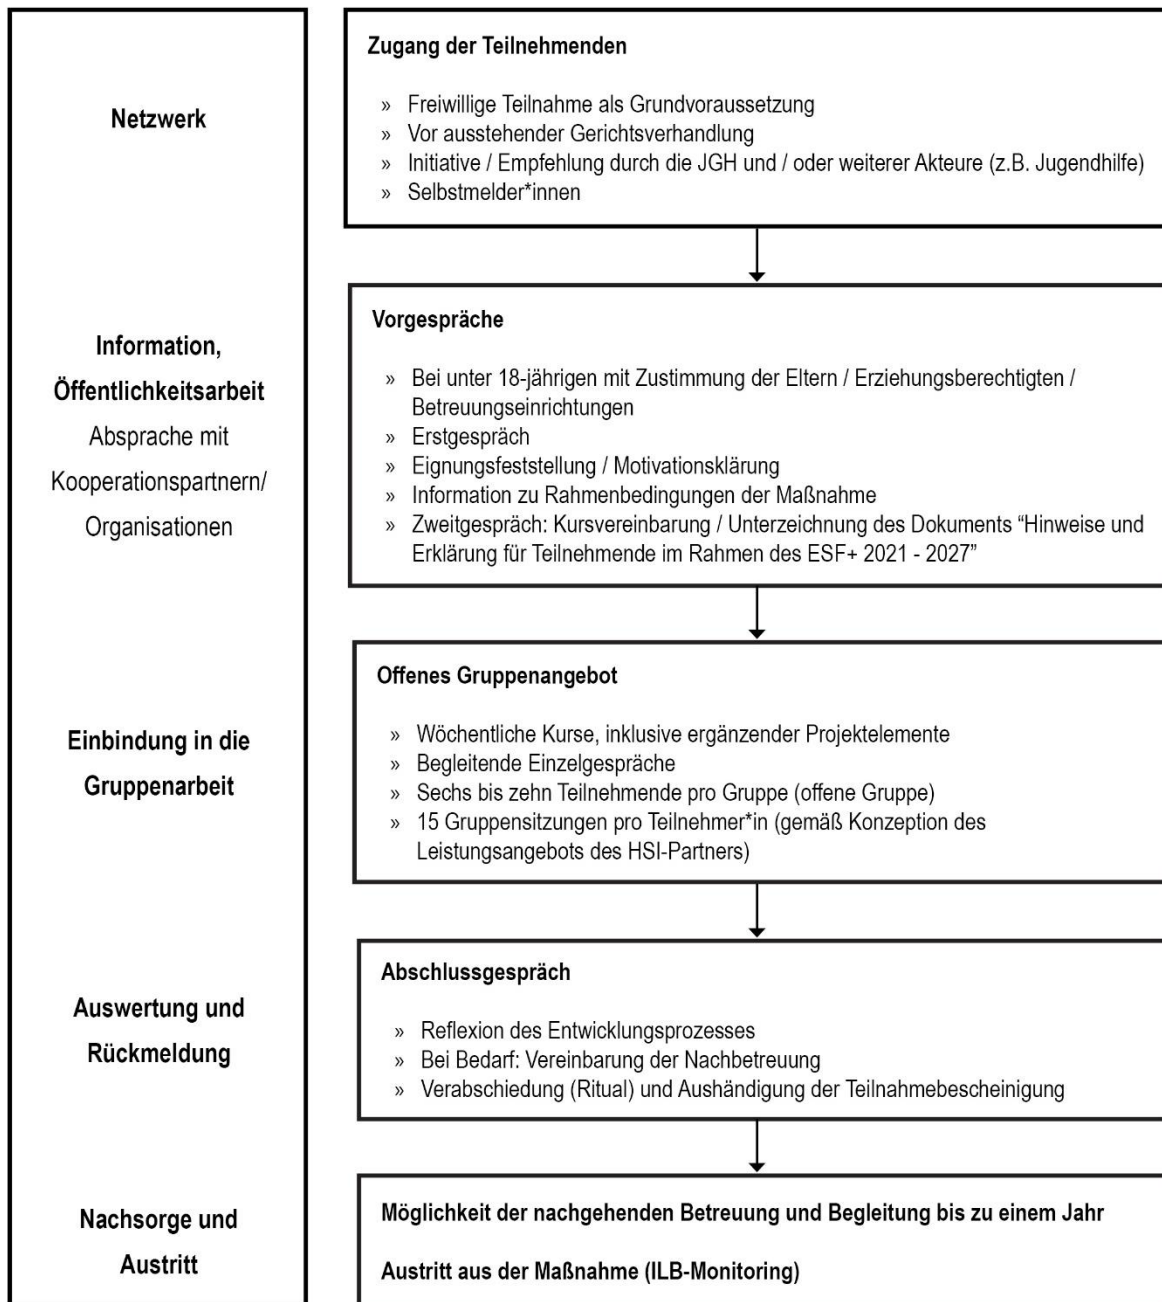 Netzwerk
Zugang der Teilnehmenden
» Freiwillige Teilnahme als Grundvoraussetzung
» Vor ausstehender Gerichtsverhandlung
» Initiative / Empfehlung durch die JGH und / oder weiterer Akteure (z.B. Jugendhilfe)
» Selbstmelder*innen
Information,
Öffentlichkeitsarbeit
Absprache mit
Kooperationspartnern/
Organisationen
Vorgespräche
» Bei unter 18-jährigen mit Zustimmung der Eltern / Erziehungsberechtigten /
Betreuungseinrichtungen
» Erstgespräch
» Eignungsfeststellung / Motivationsklärung
» Information zu Rahmenbedingungen der Maßnahme
» Zweitgespräch: Kursvereinbarung / Unterzeichnung des Dokuments “Hinweise und
Erklärung für Teilnehmende im Rahmen des ESF+ 2021 - 2027”
Einbindung in die
Gruppenarbeit
Offenes Gruppenangebot
» Wöchentliche Kurse, inklusive ergänzender Projektelemente
» Begleitende Einzelgespräche
» Sechs bis zehn Teilnehmende pro Gruppe (offene Gruppe)
» 15 Gruppensitzungen pro Teilnehmer*in (gemäß Konzeption des
Leistungsangebots des HSI-Partners)
Auswertung und
Rückmeldung
Abschlussgespräch
» Reflexion des Entwicklungsprozesses
» Bei Bedarf: Vereinbarung der Nachbetreuung
» Verabschiedung (Ritual) und Aushändigung der Teilnahmebescheinigung
Nachsorge und
Austritt
Möglichkeit der nachgehenden Betreuung und Begleitung bis zu einem Jahr
Austritt aus der Maßnahme (ILB-Monitoring)